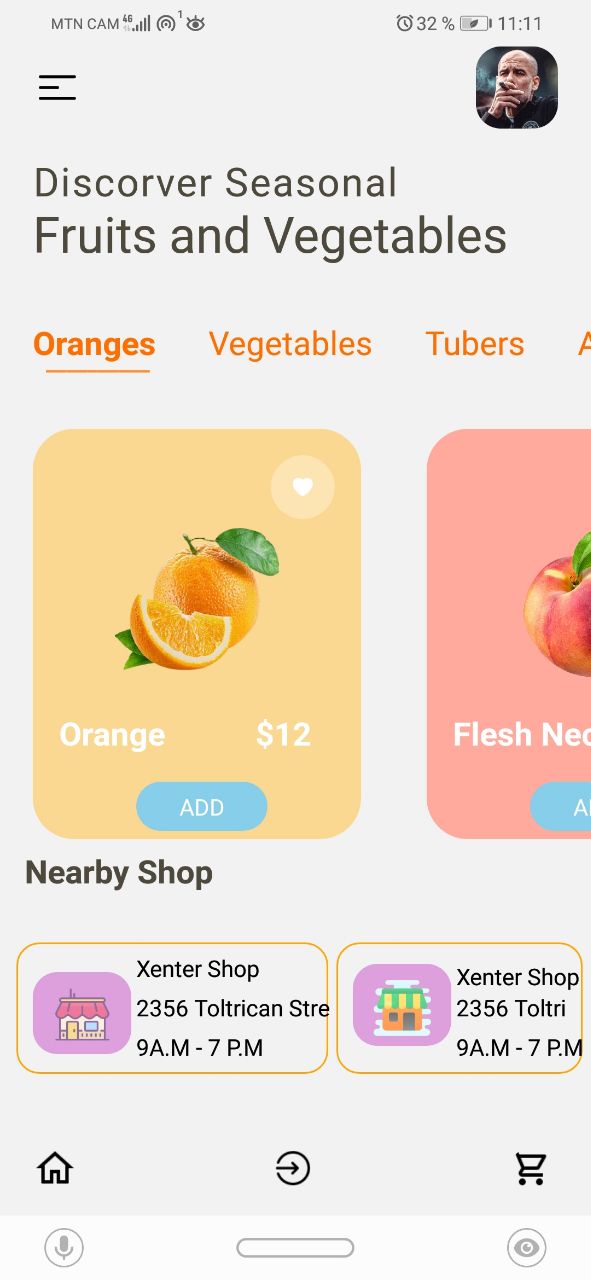 MTN CAM 4G 1 32 % 11:11
Discorver Seasonal
Fruits and Vegetables
Oranges Vegetables Tubers A
Orange $12 Flesh Nec
ADD
Nearby Shop
Xenter Shop
2356 Toltrican Stre
9A.M - 7 P.M
Xenter Shop
2356 Toltri
9A.M - 7 P.M